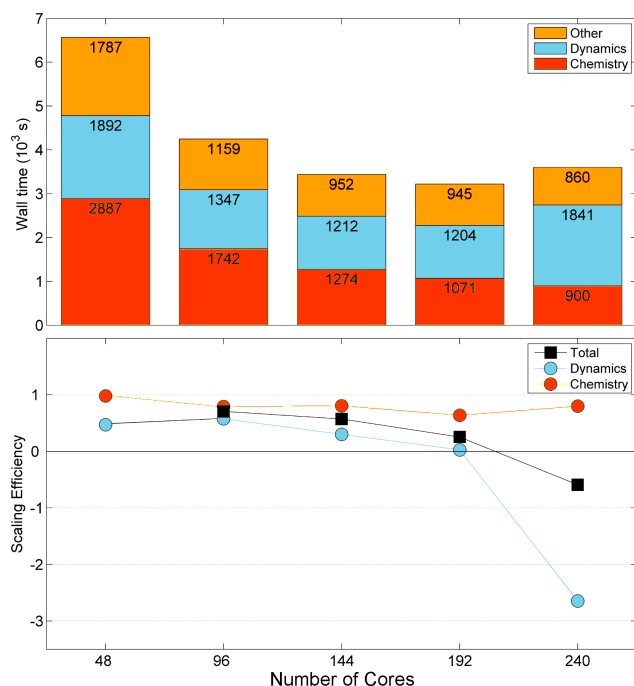 7
6
5
4
3
2
1
0
Wall time (10³ s)
Other
Dynamics
Chemistry
1787
1892
2887
1159
1347
1742
952
1212
1274
945
1204
1071
860
1841
900
1
0
-1
-2
-3
Scaling Efficiency
Total
Dynamics
Chemistry
48 96 144 192 240
Number of Cores